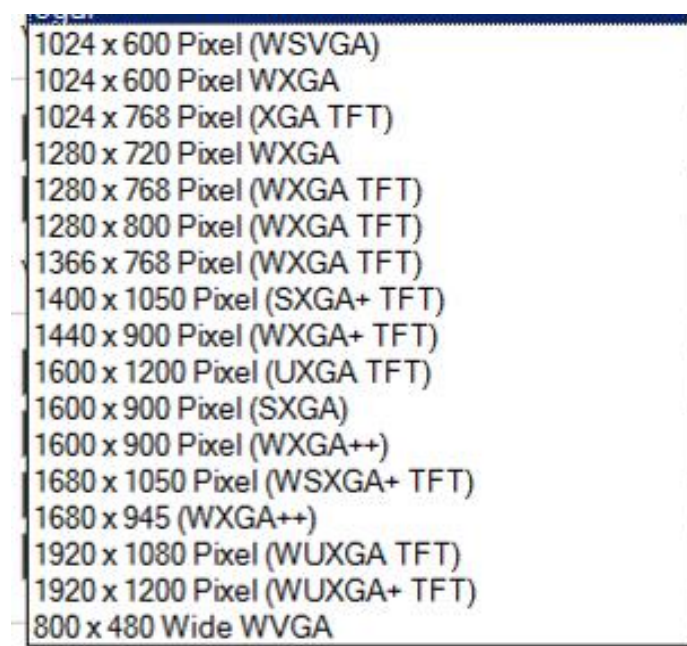 1024 x 600 Pixel (WSVGA)
1024 x 600 Pixel WXGA
1024 x 768 Pixel (XGA TFT)
1280 x 720 Pixel WXGA
1280 x 768 Pixel (WXGA TFT)
1280 x 800 Pixel (WXGA TFT)
1366 x 768 Pixel (WXGA TFT)
1400 x 1050 Pixel (SXGA+ TFT)
1440 x 900 Pixel (WXGA+ TFT)
1600 x 1200 Pixel (UXGA TFT)
1600 x 900 Pixel (SXGA)
1600 x 900 Pixel (WXGA++)
1680 x 1050 Pixel (WSXGA+ TFT)
1680 x 945 (WXGA++)
1920 x 1080 Pixel (WUXGA TFT)
1920 x 1200 Pixel (WUXGA+ TFT)
800 x 480 Wide WVGA